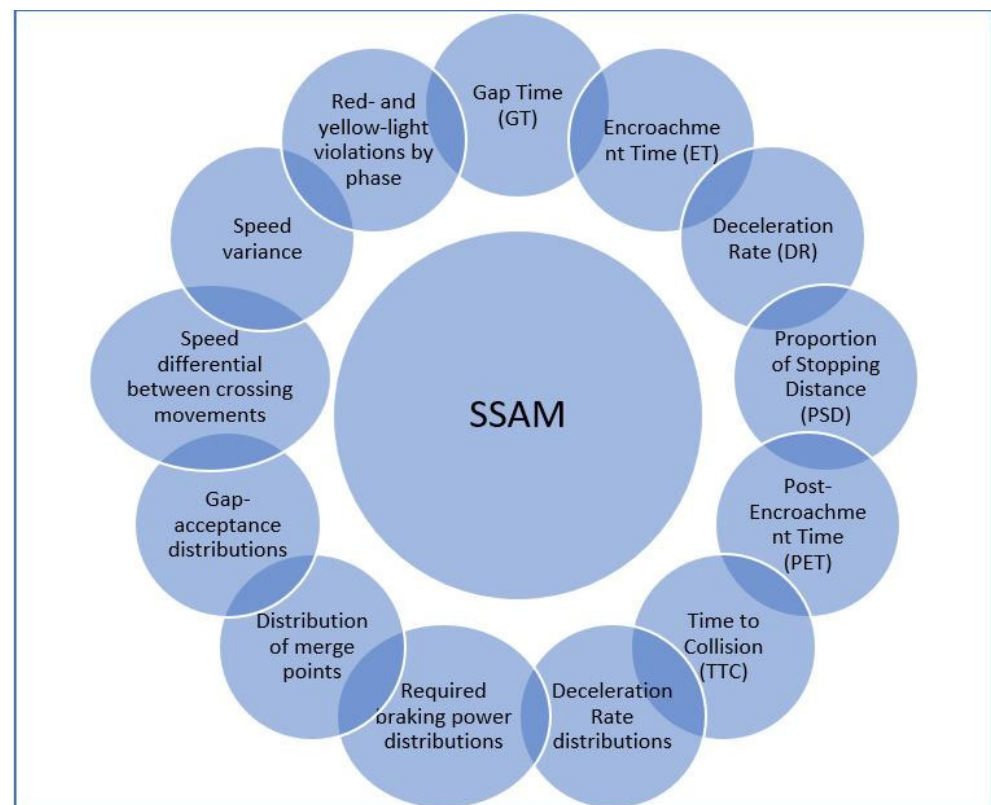 Gap Time
(GT)
Encroachme
nt Time (ET)
Deceleration
Rate (DR)
Proportion
of Stopping
Distance
(PSD)
Post-
Encroachme
nt Time
(PET)
Time to
Collision
(TTC)
Deceleration
Rate
distributions
Required
braking power
distributions
Distribution
of merge
points
Gap-
acceptance
distributions
Speed
differential
between crossing
movements
Speed
variance
Red- and
yellow-light
violations by
phase
SSAM